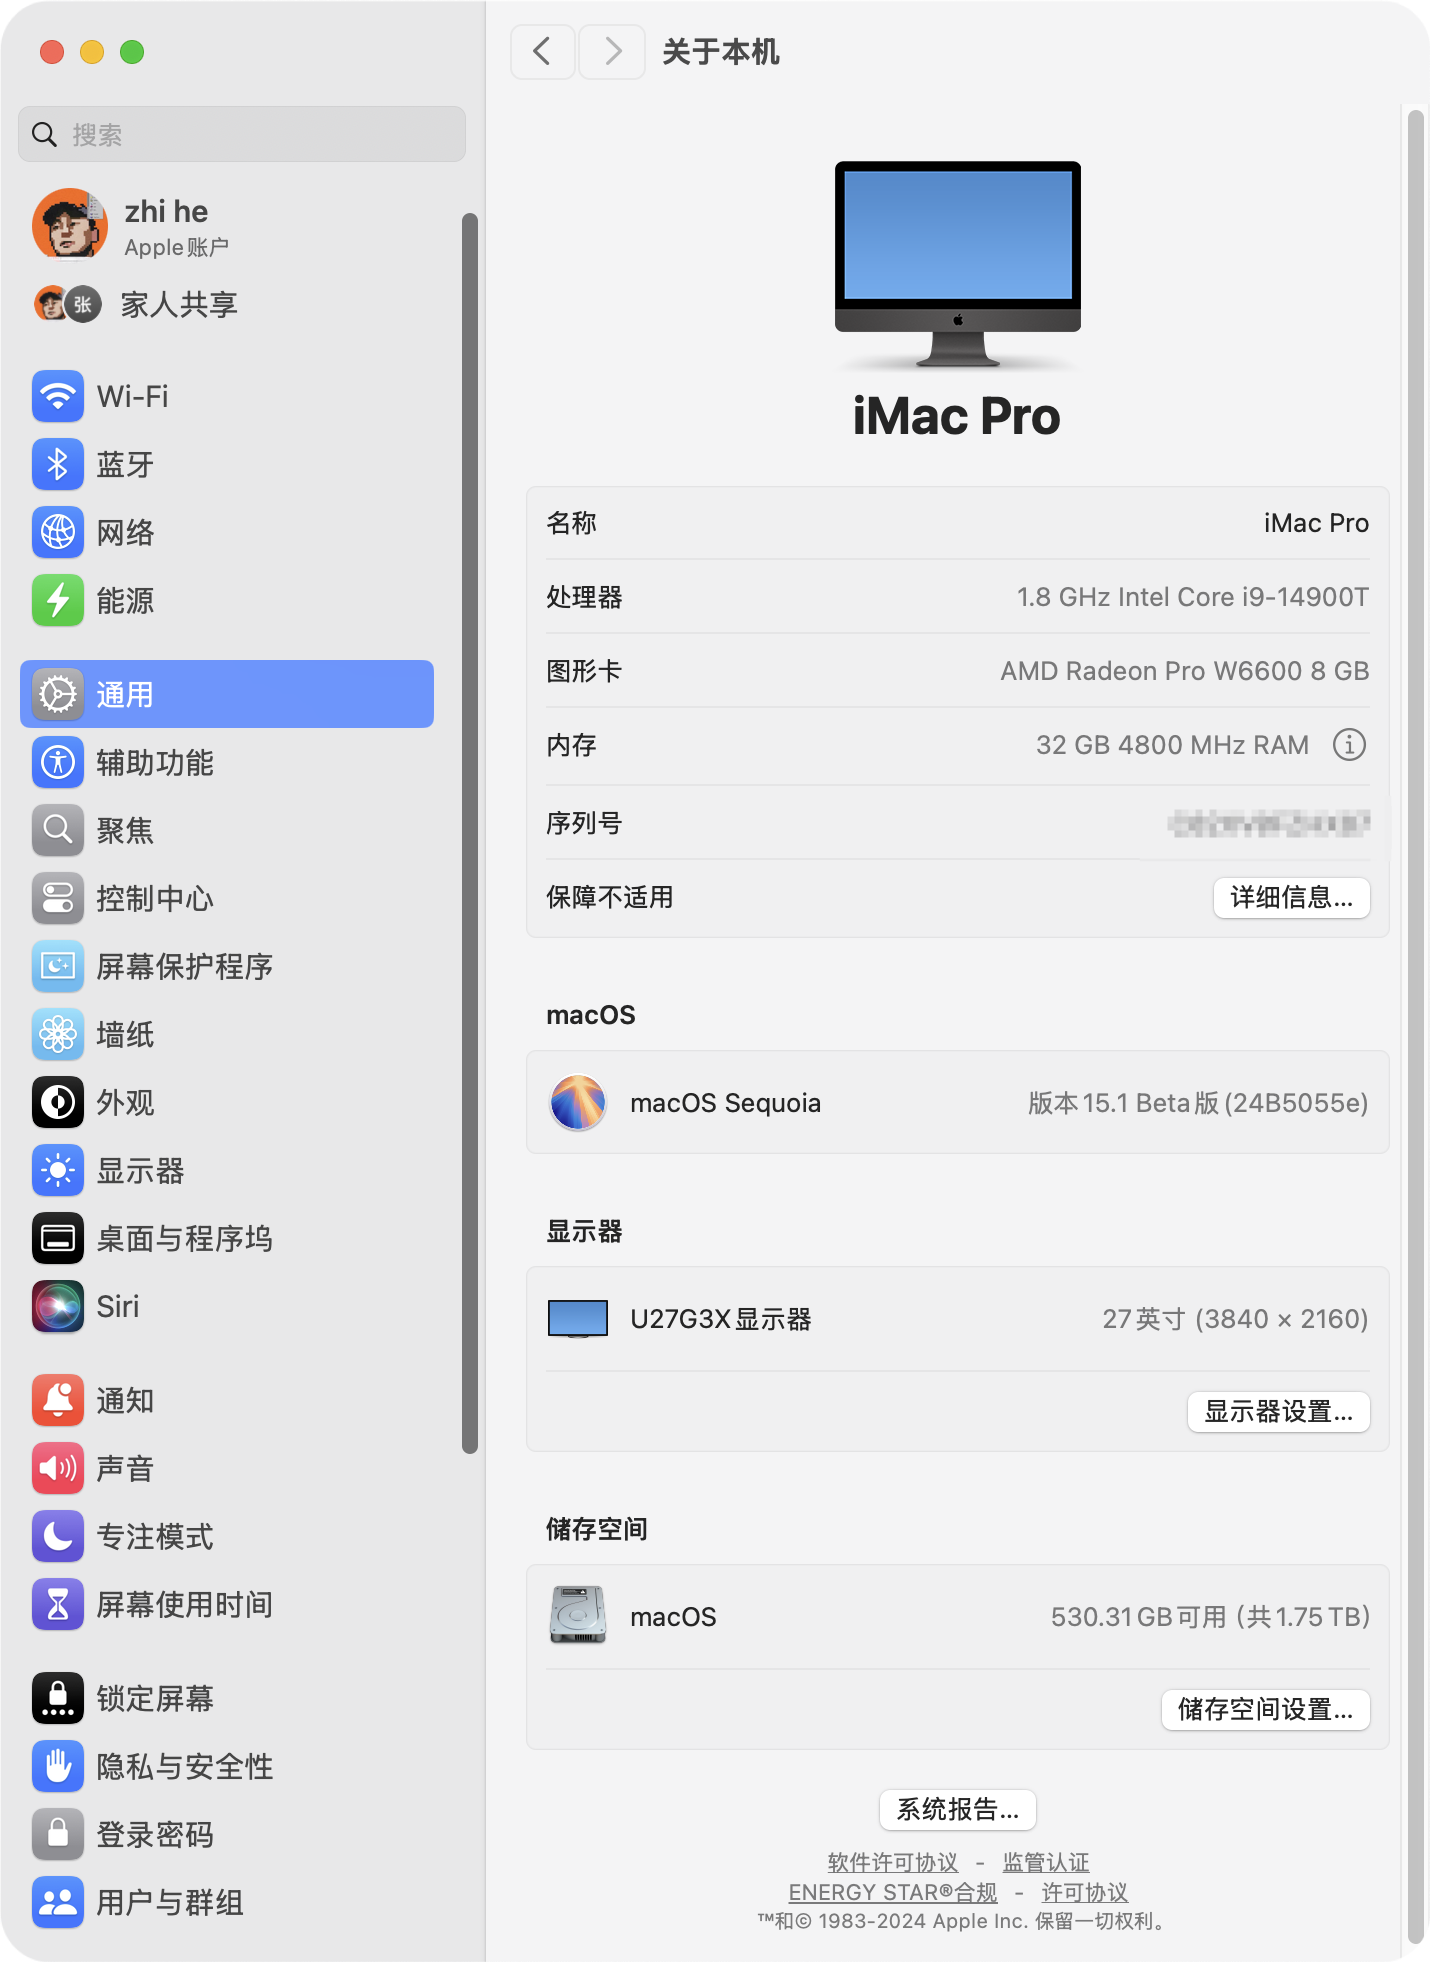 搜索
zhi he
Apple账户
张
家人共享
Wi-Fi
蓝牙
网络
能源
通用
辅助功能
聚焦
控制中心
屏幕保护程序
墙纸
外观
显示器
桌面与程序坞
Siri
通知
声音
专注模式
屏幕使用时间
锁定屏幕
隐私与安全性
登录密码
用户与群组
关于本机
iMac Pro
名称 iMac Pro
处理器 1.8 GHz Intel Core i9-14900T
图形卡 AMD Radeon Pro W6600 8 GB
内存 32 GB 4800 MHz RAM
序列号
保障不适用 详细信息...
macOS
macOS Sequoia 版本15.1 Beta版(24B5055e)
显示器
U27G3X显示器 27英寸 (3840 × 2160)
显示器设置...
储存空间
macOS 530.31 GB可用 (共1.75 TB)
储存空间设置...
系统报告...
软件许可协议 - 监管认证
ENERGY STAR®合规 - 许可协议
™和© 1983-2024 Apple Inc. 保留一切权利。